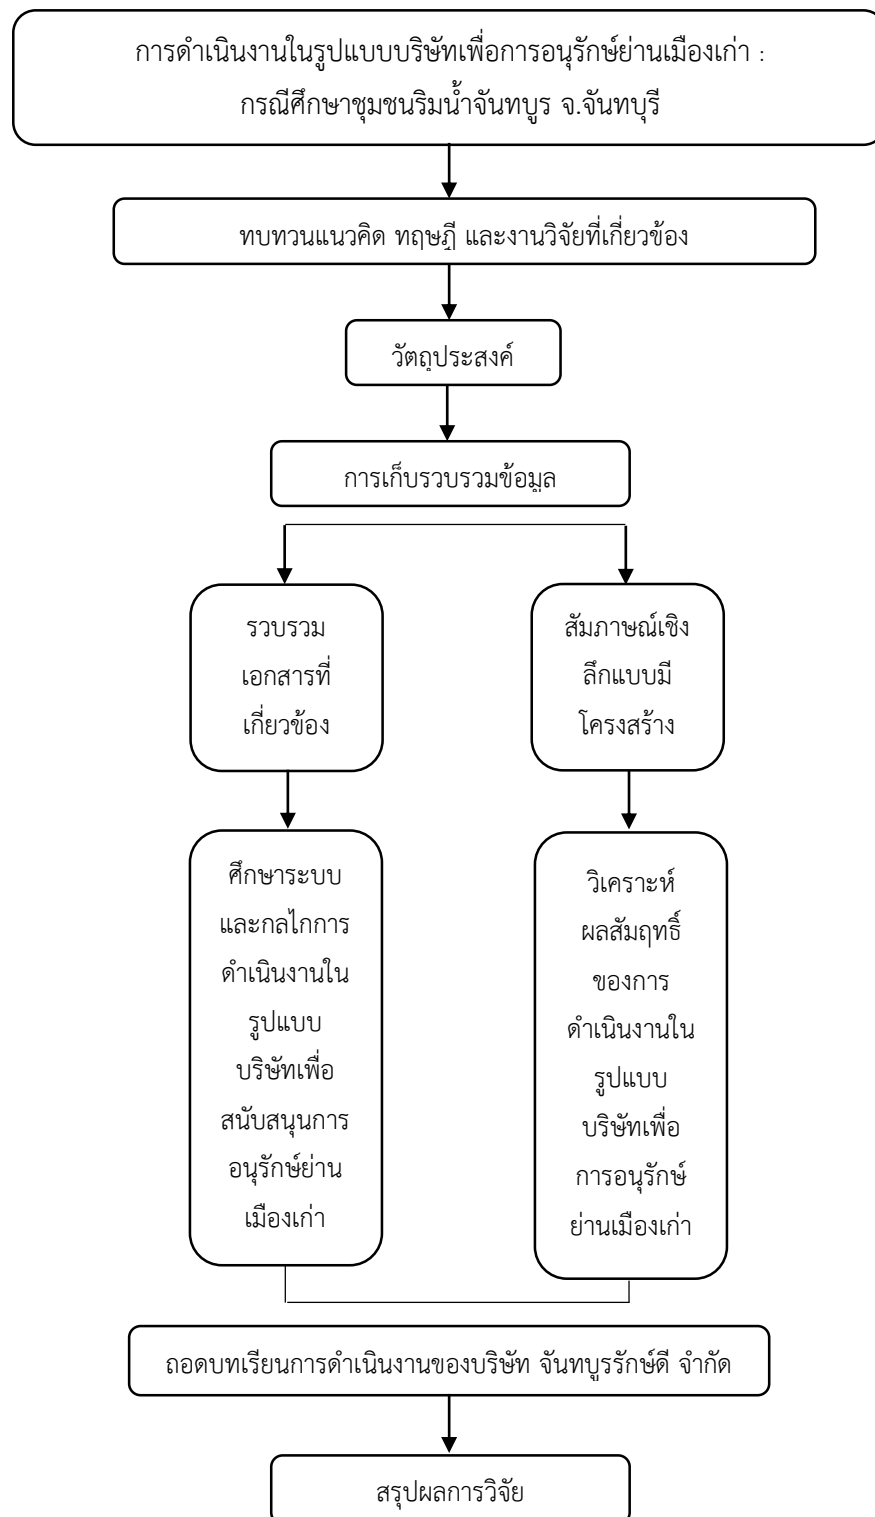 การดำเนินงานในรูปแบบบริษัทเพื่อการอนุรักษ์ย่านเมืองเก่า :
กรณีศึกษาชุมชนริมน้ำจันทบูร จ.จันทบุรี
ทบทวนแนวคิด ทฤษฎี และงานวิจัยที่เกี่ยวข้อง
วัตถุประสงค์
การเก็บรวบรวมข้อมูล
รวบรวม
เอกสารที่
เกี่ยวข้อง
สัมภาษณ์เชิง
ลึกแบบมี
โครงสร้าง
ศึกษาระบบ
และกลไกการ
ดำเนินงานใน
รูปแบบ
บริษัทเพื่อ
สนับสนุนการ
อนุรักษ์ย่าน
เมืองเก่า
วิเคราะห์
ผลสัมฤทธิ์
ของการ
ดำเนินงานใน
รูปแบบ
บริษัทเพื่อ
การอนุรักษ์
ย่านเมืองเก่า
ถอดบทเรียนการดำเนินงานของบริษัท จันทบูรรักษ์ดี จำกัด
สรุปผลการวิจัย